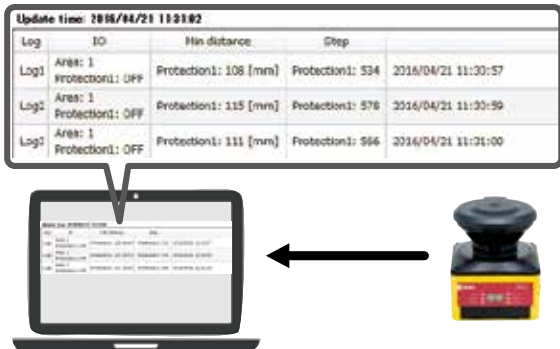 Update time: 2016/04/21 11:31:02
Log IO Min distance Step
Log1 Area: 1 Protection1: OFF Protection1: 108 [mm] Protection1: 534 2016/04/21 11:30:57
Log2 Area: 1 Protection1: OFF Protection1: 115 [mm] Protection1: 578 2016/04/21 11:30:59
Log3 Area: 1 Protection1: OFF Protection1: 111 [mm] Protection1: 566 2016/04/21 11:31:00